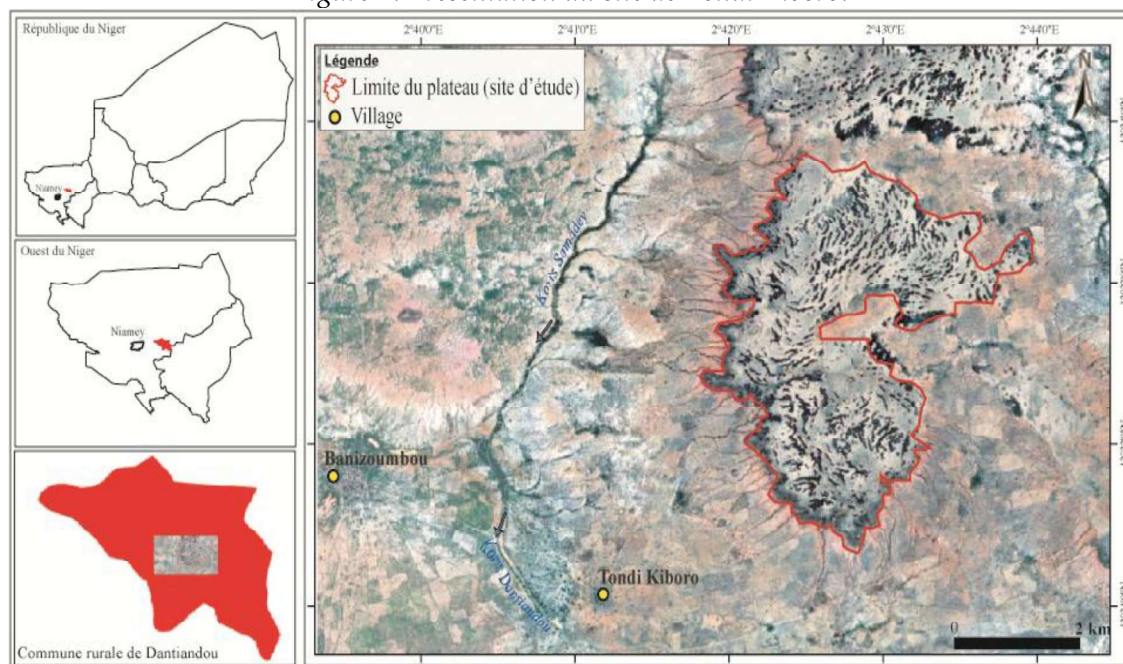 République du Niger
Niamey
Ouest du Niger
Niamey
Commune rurale de Dantiandou
2°40'0"E 2°41'0"E 2°42'0"E 2°43'0"E 2°44'0"E
Légende
Limite du plateau (site d'étude)
Village
N
Banizoumbou
Tondi Kiboro
0 2 km